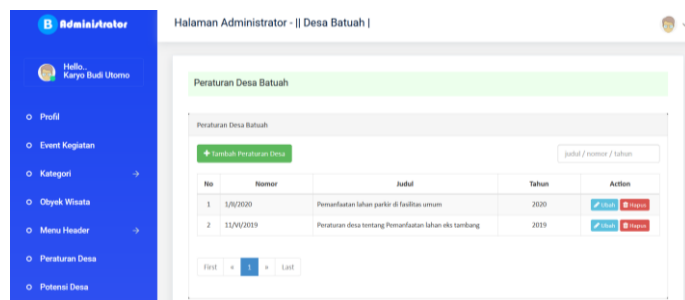 B Administrator
Halaman Administrator - || Desa Batuah |
Hello..
Karyo Budi Utomo
Profil
Event Kegiatan
Kategori
Obyek Wisata
Menu Header
Peraturan Desa
Potensi Desa
Peraturan Desa Batuah
Peraturan Desa Batuah
Tambah Peraturan Desa
judul / nomor / tahun
No Nomor Judul Tahun Action
1 1/II/2020 Pemanfaatan lahan parkir di fasilitas umum 2020 Ubah Hapus
2 11/VI/2019 Peraturan desa tentang Pemanfaatan lahan eks tambang 2019 Ubah Hapus
First « 1 » Last